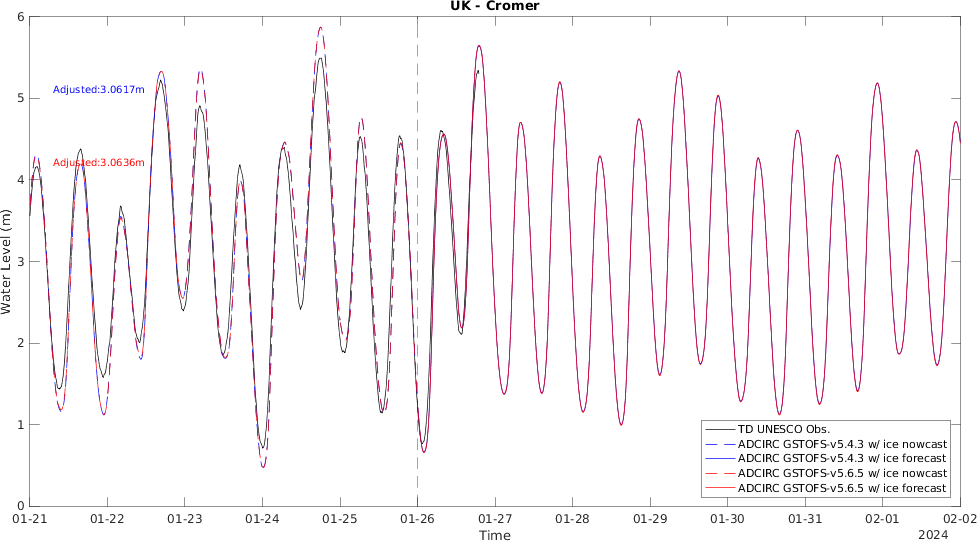 UK - Cromer
6
5
4
3
2
1
0
Water Level (m)
Adjusted:3.0617m
Adjusted:3.0636m
TD UNESCO Obs.
ADCIRC GSTOFS-v5.4.3 w/ ice nowcast
ADCIRC GSTOFS-v5.4.3 w/ ice forecast
ADCIRC GSTOFS-v5.6.5 w/ ice nowcast
ADCIRC GSTOFS-v5.6.5 w/ ice forecast
01-21 01-22 01-23 01-24 01-25 01-26 01-27 01-28 01-29 01-30 01-31 02-01 02-02
Time
2024